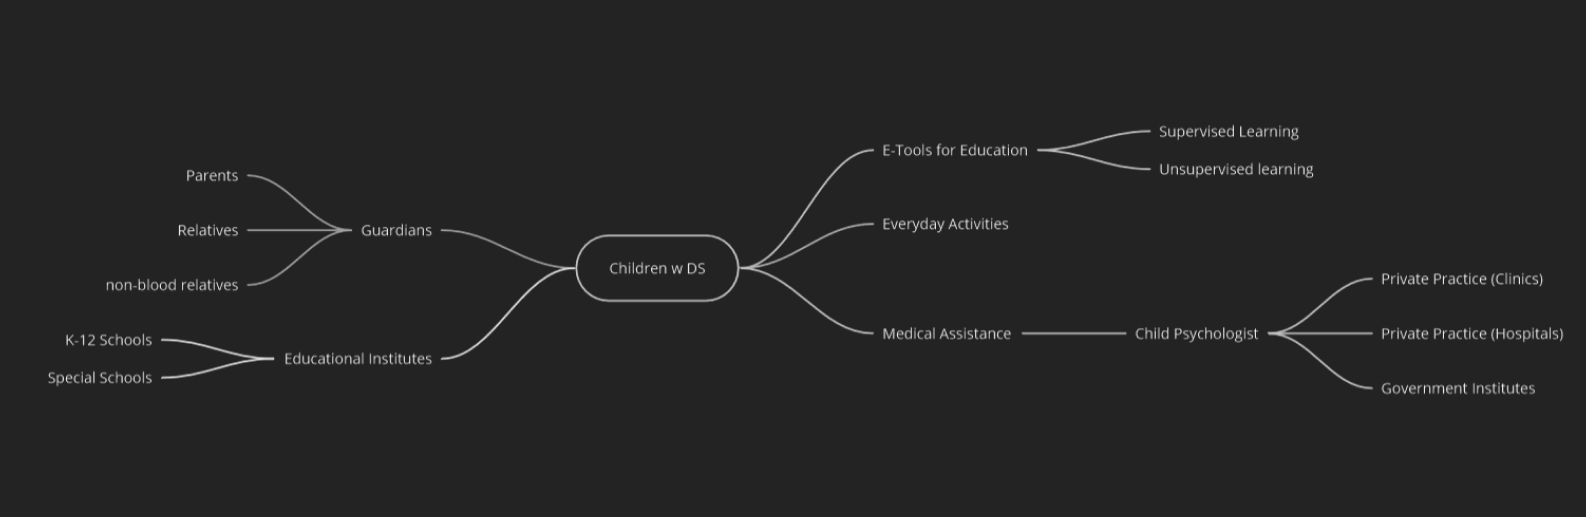 Parents
Relatives
non-blood relatives
Guardians
K-12 Schools
Special Schools
Educational Institutes
Children w DS
E-Tools for Education
Supervised Learning
Unsupervised learning
Everyday Activities
Medical Assistance
Child Psychologist
Private Practice (Clinics)
Private Practice (Hospitals)
Government Institutes